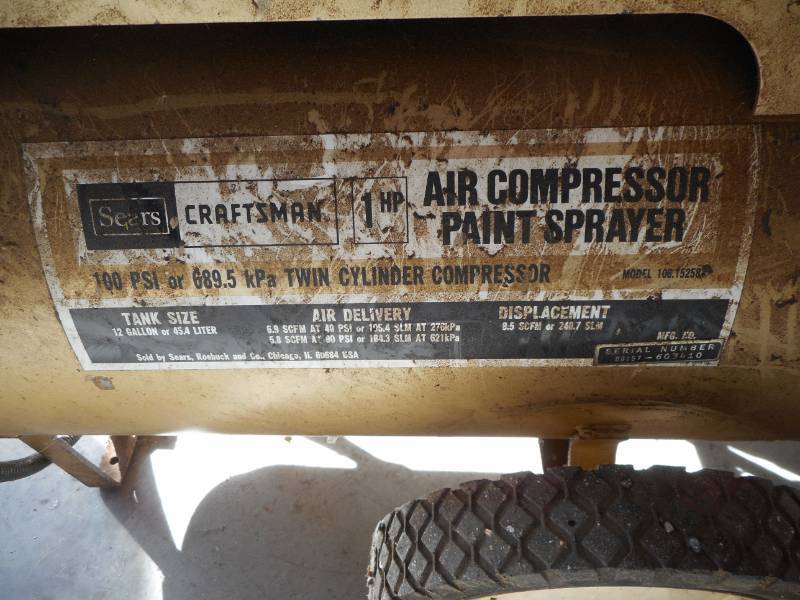 Sears CRAFTSMAN 1 HP AIR COMPRESSOR
PAINT SPRAYER
100 PSI or 689.5 kPa TWIN CYLINDER COMPRESSOR MODEL
TANK SIZE AIR DELIVERY DISPLACEMENT
12 GALLON or 45.4 LITER 6.9 SCFM AT 40 PSI or 195.4 SLM AT 276kPa 8.5 SCFM or 240.7 SLM
5.8 SCFM AT 90 PSI or 164.3 SLM AT 621kPa
MFG. NO.
Sold by Sears, Roebuck and Co., Chicago, IL 60684 USA SERIAL NUMBER